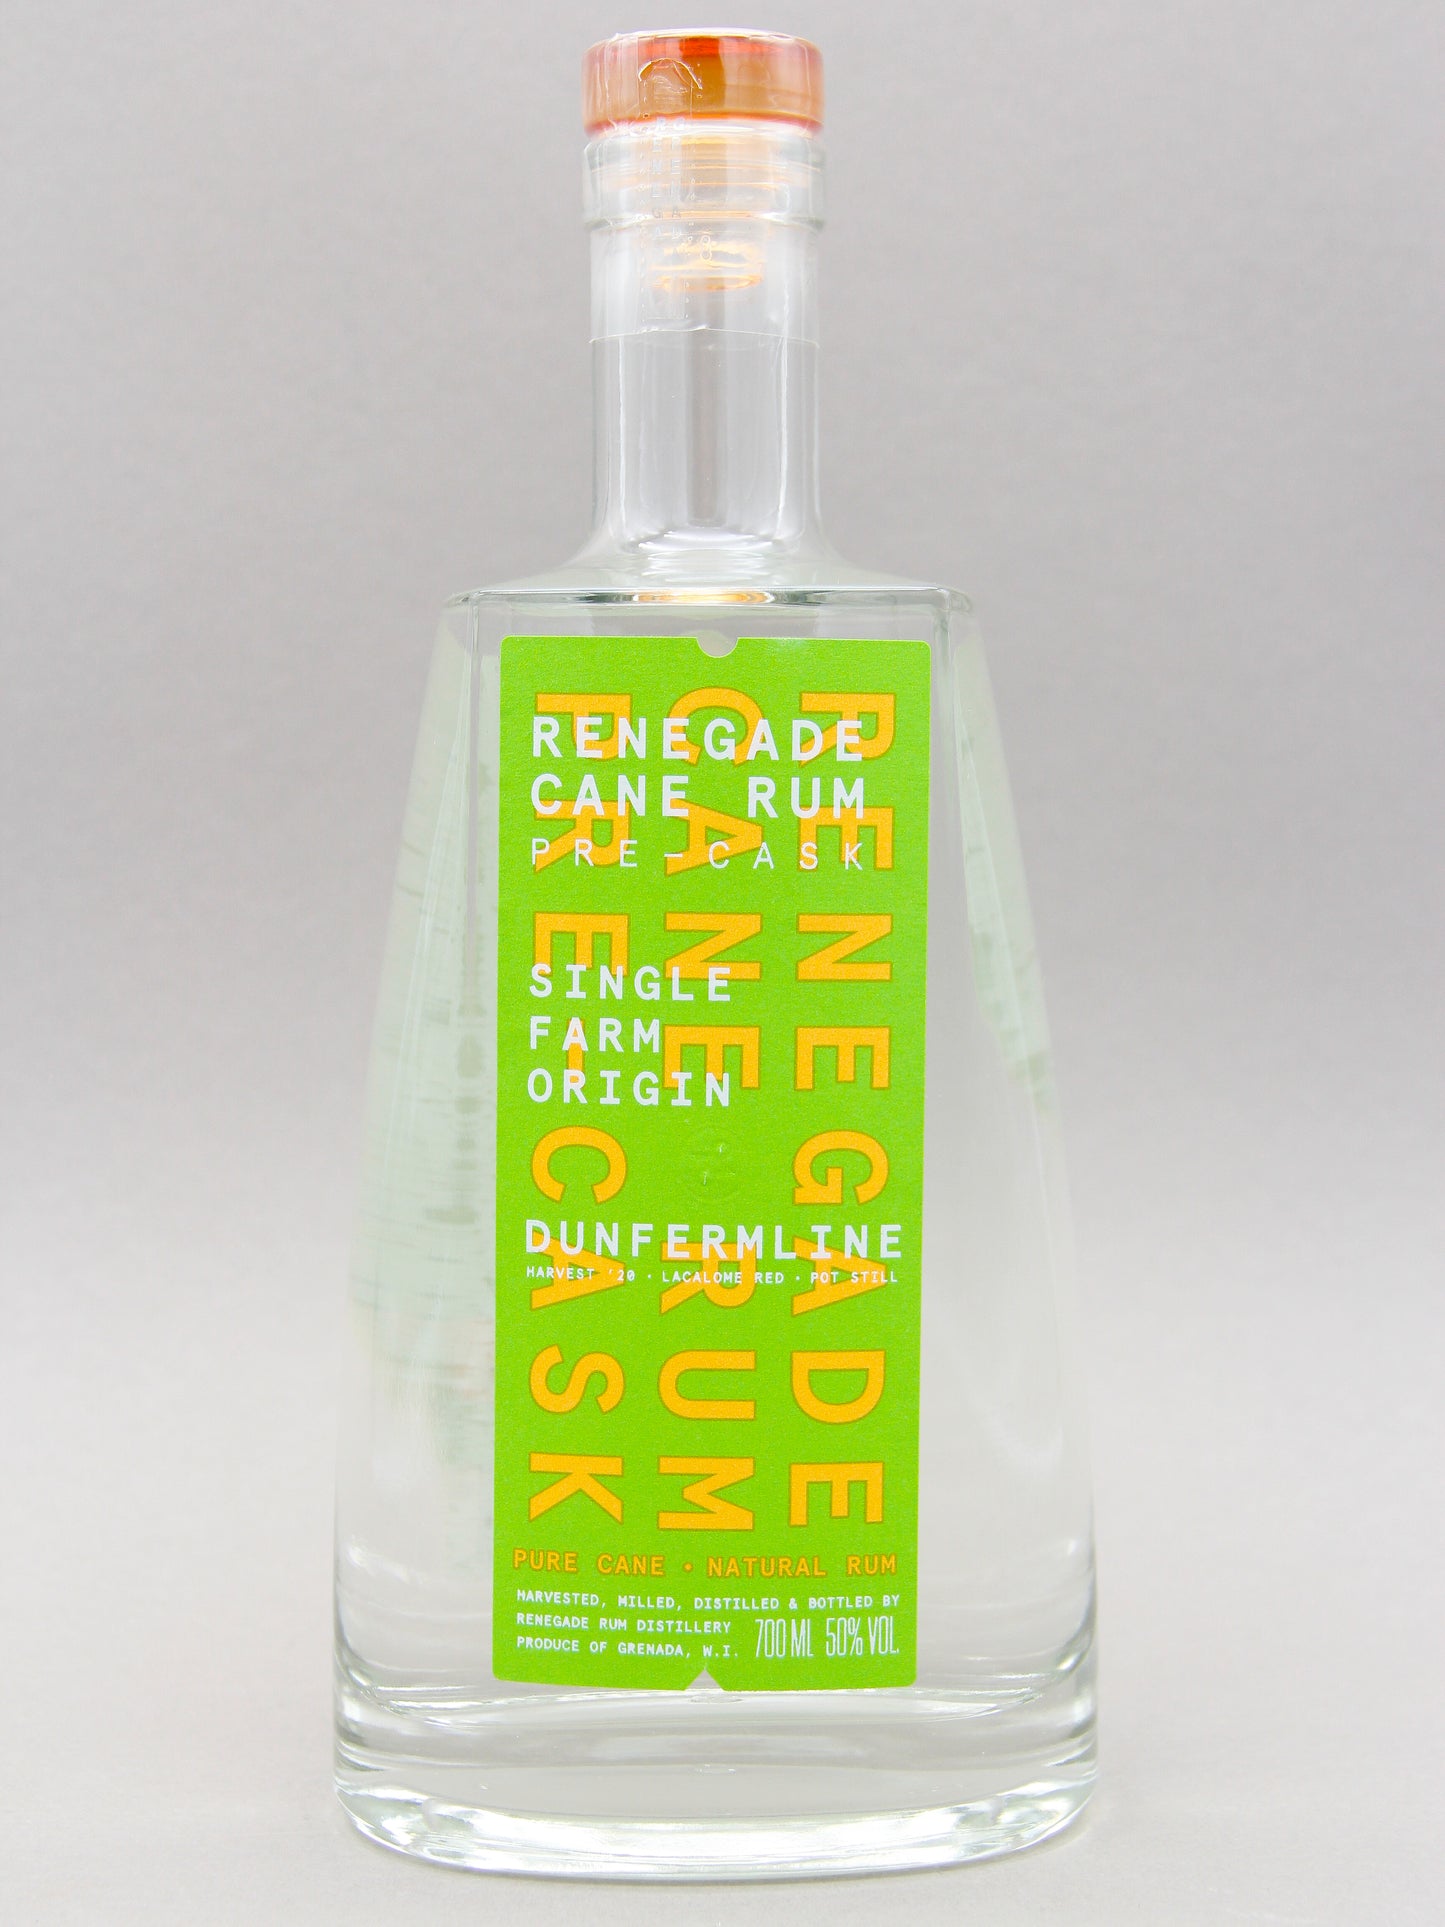 RENEGADE
CANE RUM
PRE-CASK
SINGLE
FARM
ORIGIN
DUNFERMLINE
HARVEST '20 · LACALOME RED · POT STILL
RENEGADE
CANE RUM
PRE-CASK
PURE CANE · NATURAL RUM
HARVESTED, MILLED, DISTILLED & BOTTLED BY
RENEGADE RUM DISTILLERY
PRODUCE OF GRENADA, W.I.
700 ML 50% VOL.